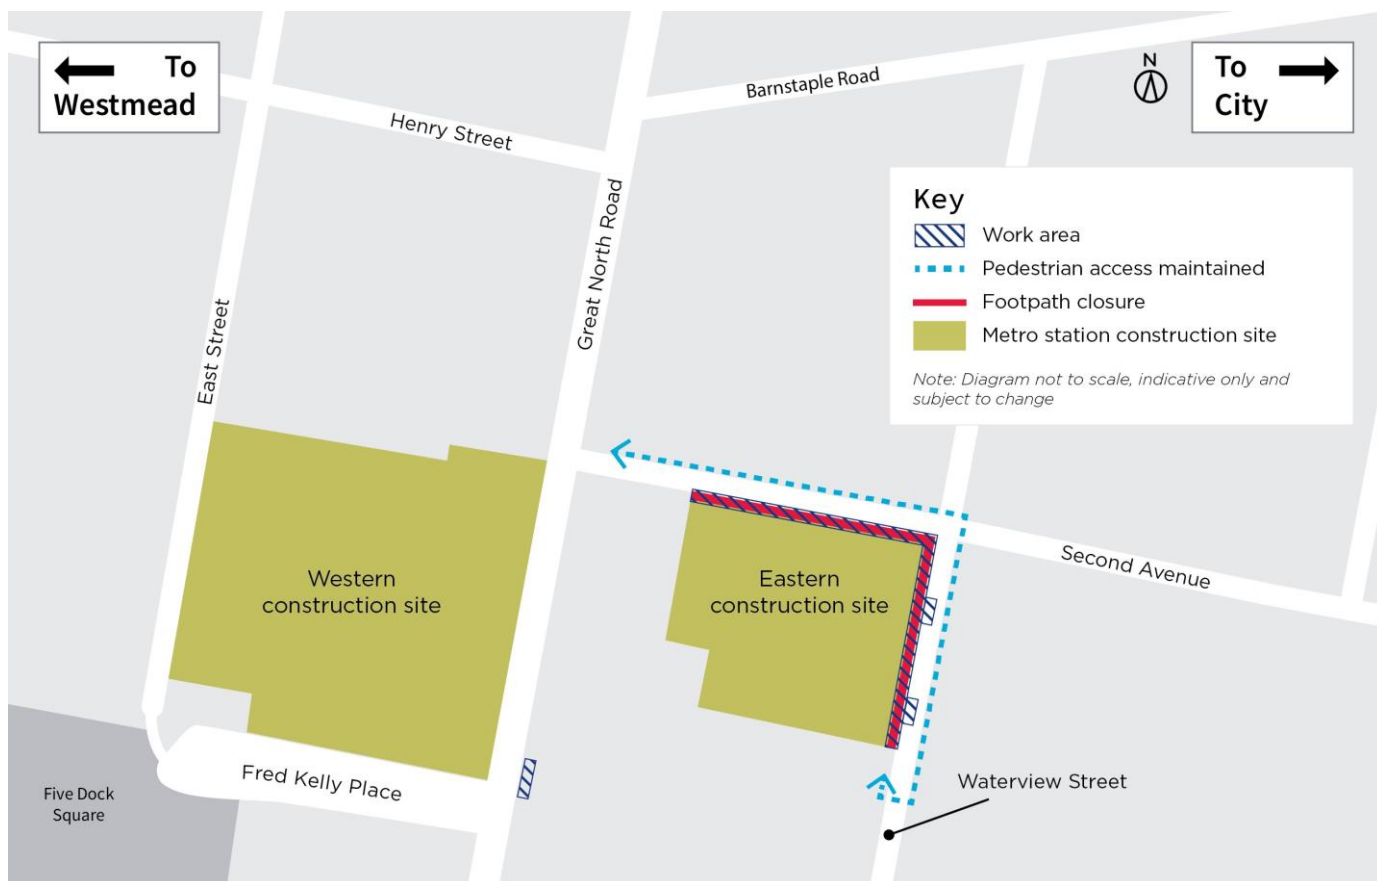 To
Westmead
N
To
City
Barnstaple Road
Henry Street
Great North Road
East Street
Key
Work area
Pedestrian access maintained
Footpath closure
Metro station construction site
Note: Diagram not to scale, indicative only and
subject to change
Western
construction site
Eastern
construction site
Second Avenue
Fred Kelly Place
Five Dock
Square
Waterview Street